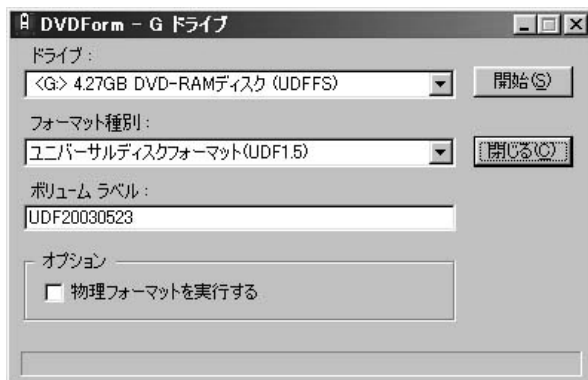 DVDForm - G ドライブ
ドライブ：
<G:> 4.27GB DVD-RAMディスク (UDFFS)
開始(S)
フォーマット種別：
ユニバーサルディスクフォーマット(UDF1.5)
閉じる(C)
ボリューム ラベル：
UDF20030523
オプション
物理フォーマットを実行する